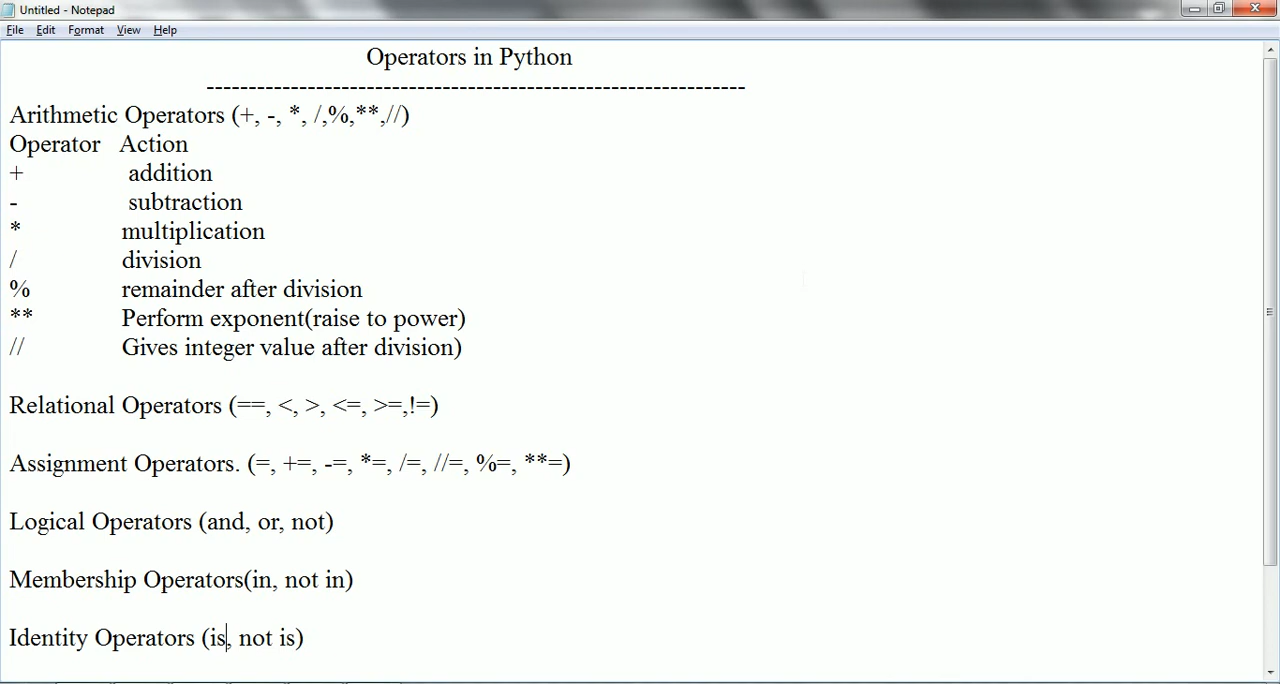 Untitled - Notepad
File Edit Format View Help
Operators in Python
----------------------------------------------------------------
Arithmetic Operators (+, -, *, /,%,**,//)
Operator Action
+ addition
- subtraction
* multiplication
/ division
% remainder after division
** Perform exponent(raise to power)
// Gives integer value after division)
Relational Operators (==, <, >, <=, >=,!=)
Assignment Operators. (=, +=, -=, *=, /=, //=, %=, **=)
Logical Operators (and, or, not)
Membership Operators(in, not in)
Identity Operators (is, not is)